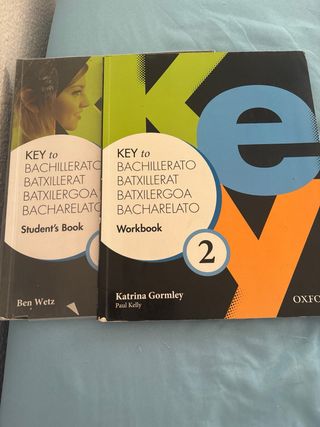 KEY to
BACHILLERATO
BATXILLERAT
BATXILERGOA
BACHARELATO
Student's Book
Ben Wetz
Key
KEY to
BACHILLERATO
BATXILLERAT
BATXILERGOA
BACHARELATO
Workbook
2
Katrina Gormley
Paul Kelly